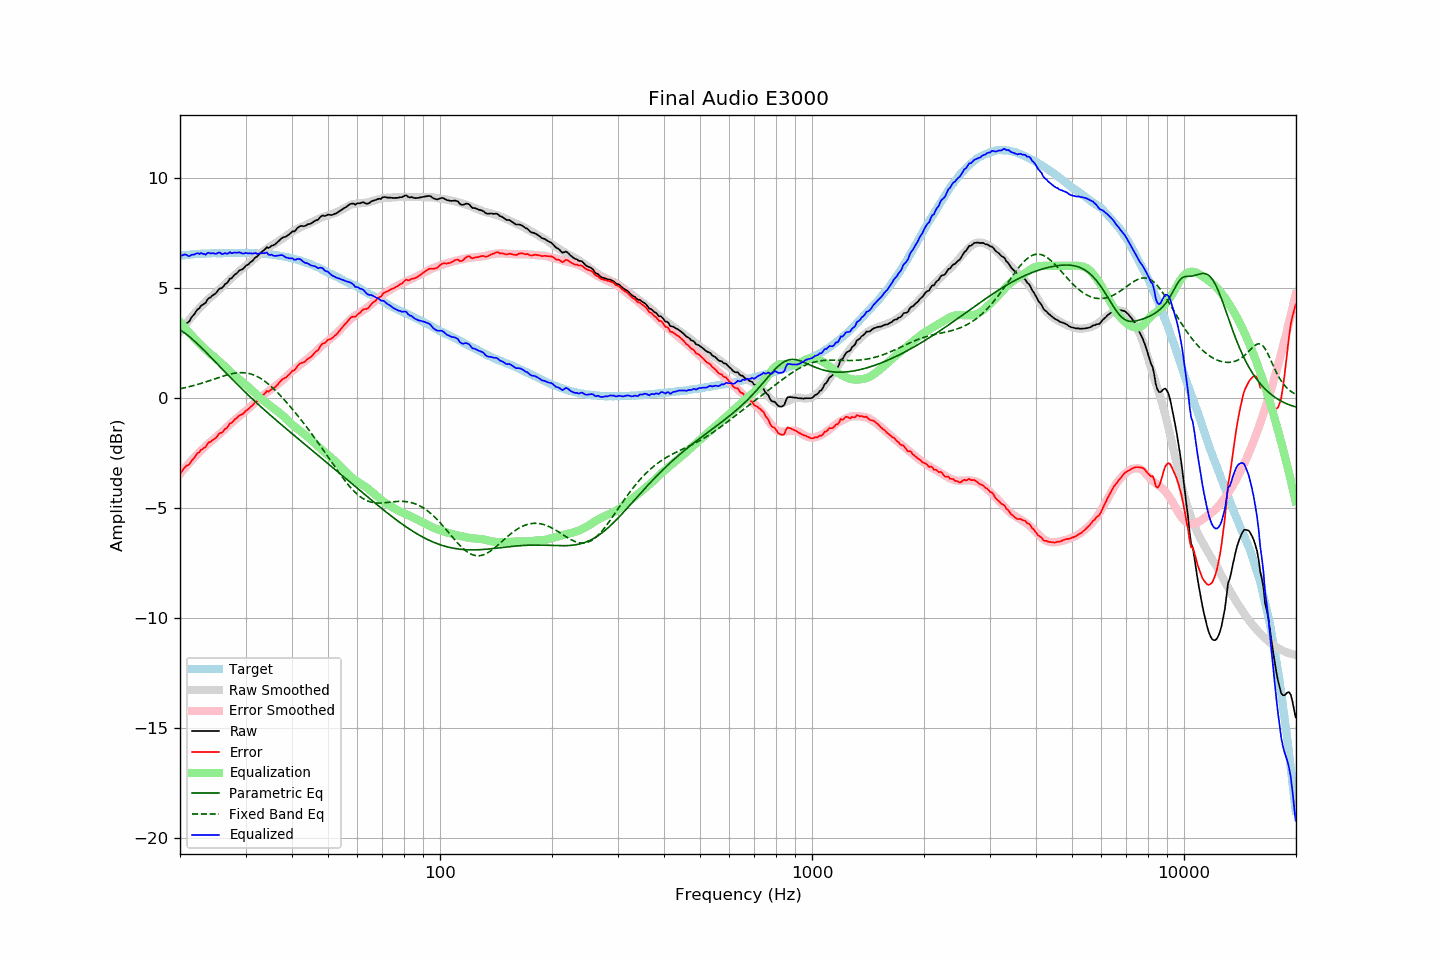 Final Audio E3000
Amplitude (dBr)
10
5
0
−5
−10
−15
−20
Target
Raw Smoothed
Error Smoothed
Raw
Error
Equalization
Parametric Eq
Fixed Band Eq
Equalized
100
1000
10000
Frequency (Hz)